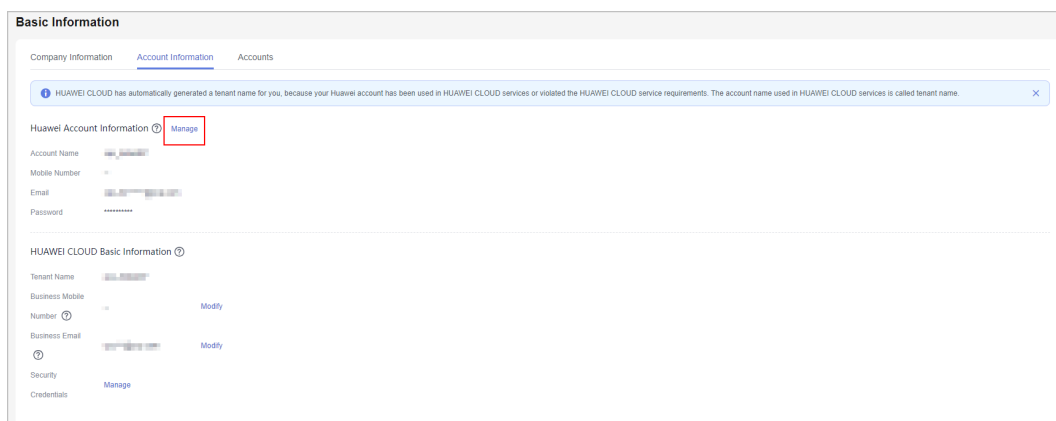 Basic Information
Company Information Account Information Accounts
HUAWEI CLOUD has automatically generated a tenant name for you, because your Huawei account has been used in HUAWEI CLOUD services or violated the HUAWEI CLOUD service requirements. The account name used in HUAWEI CLOUD services is called tenant name.
Huawei Account Information Manage
Account Name
Mobile Number
Email
Password **********
HUAWEI CLOUD Basic Information
Tenant Name
Business Mobile
Number
Modify
Business Email
Modify
Security
Credentials
Manage